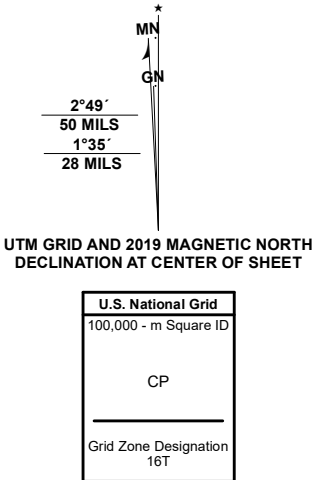 MN
GN
2°49´
50 MILS
1°35´
28 MILS
UTM GRID AND 2019 MAGNETIC NORTH
DECLINATION AT CENTER OF SHEET
U.S. National Grid
100,000 - m Square ID
CP
Grid Zone Designation
16T